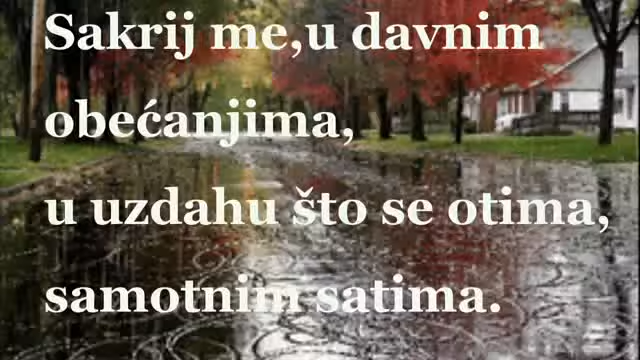 Sakrij me,u davnim
obećanjima,
u uzdahu što se otima,
samotnim satima.